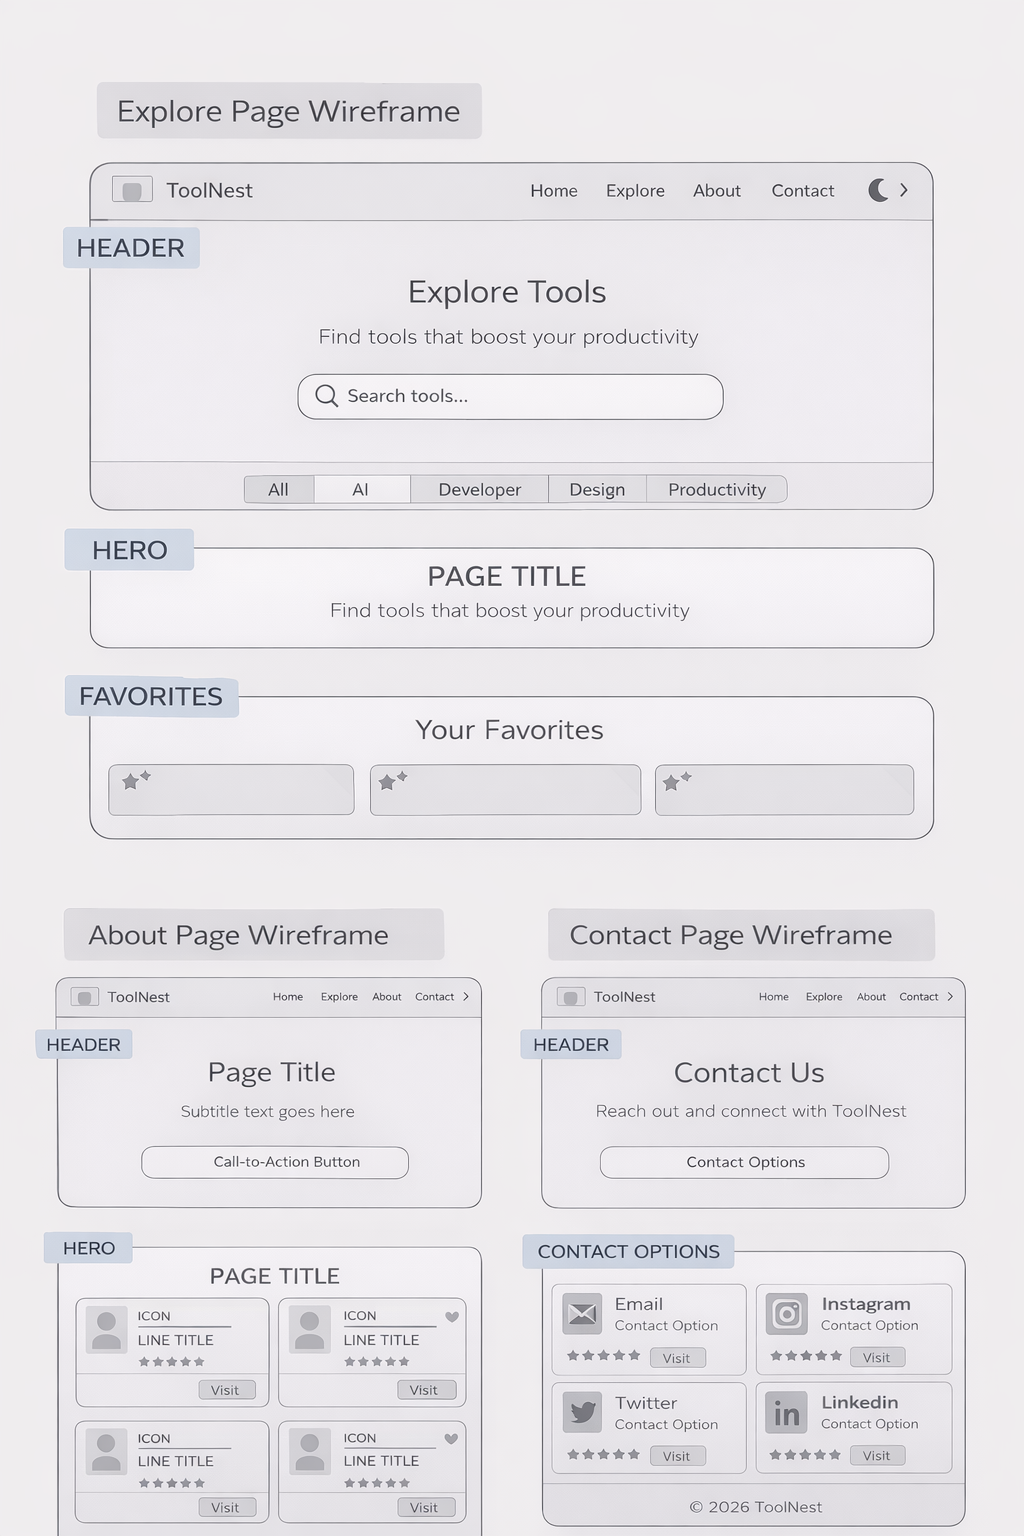 Explore Page Wireframe
ToolNest Home Explore About Contact
HEADER
Explore Tools
Find tools that boost your productivity
Search tools...
All AI Developer Design Productivity
HERO
PAGE TITLE
Find tools that boost your productivity
FAVORITES
Your Favorites
About Page Wireframe
ToolNest Home Explore About Contact
HEADER
Page Title
Subtitle text goes here
Call-to-Action Button
HERO
PAGE TITLE
ICON
LINE TITLE
Visit
ICON
LINE TITLE
Visit
ICON
LINE TITLE
Visit
ICON
LINE TITLE
Visit
Contact Page Wireframe
ToolNest Home Explore About Contact
HEADER
Contact Us
Reach out and connect with ToolNest
Contact Options
CONTACT OPTIONS
Email
Contact Option
Visit
Instagram
Contact Option
Visit
Twitter
Contact Option
Visit
Linkedin
Contact Option
Visit
© 2026 ToolNest